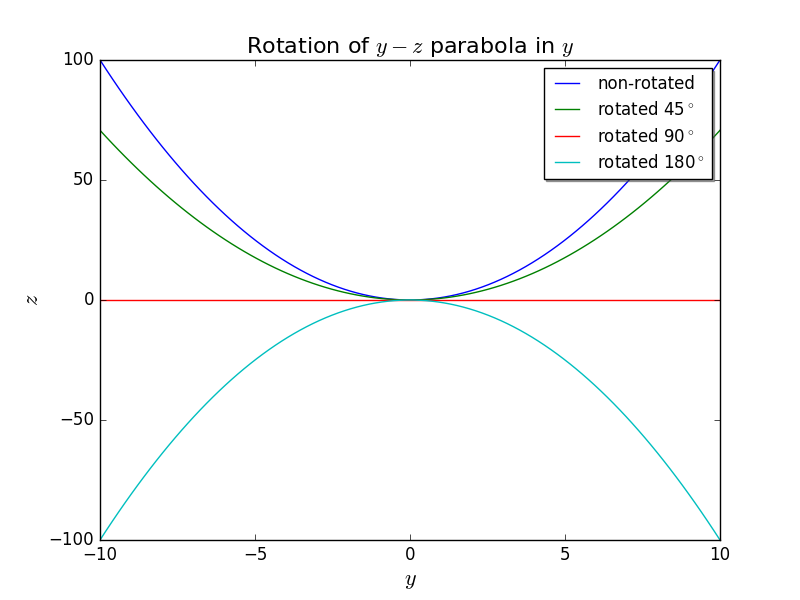 Rotation of y − z parabola in y
100
50
0
−50
−100
z
non-rotated
rotated 45°
rotated 90°
rotated 180°
−10 −5 0 5 10
y